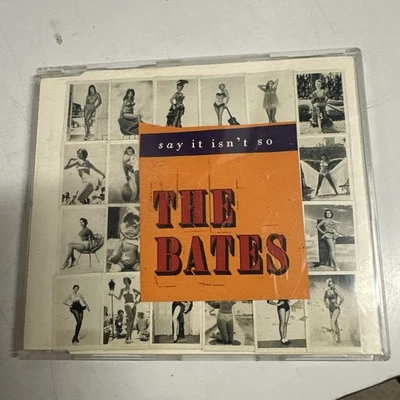 say it isn't so
THE
BATES